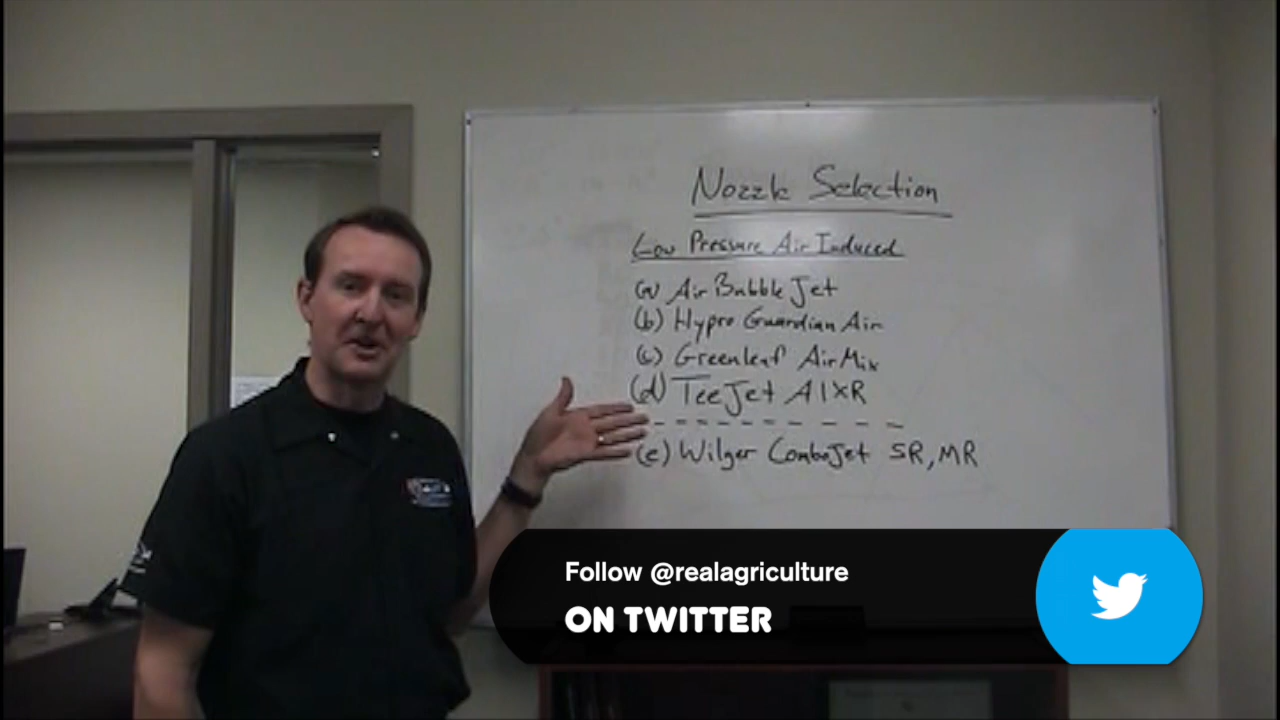 Nozzle Selection
Low Pressure Air Induced
(a) Air Bubble Jet
(b) Hypro Guardian Air
(c) Greenleaf AirMix
(d) TeeJet AIXR
(e) Wilger ComboJet SR, MR
Follow @realagriculture
ON TWITTER